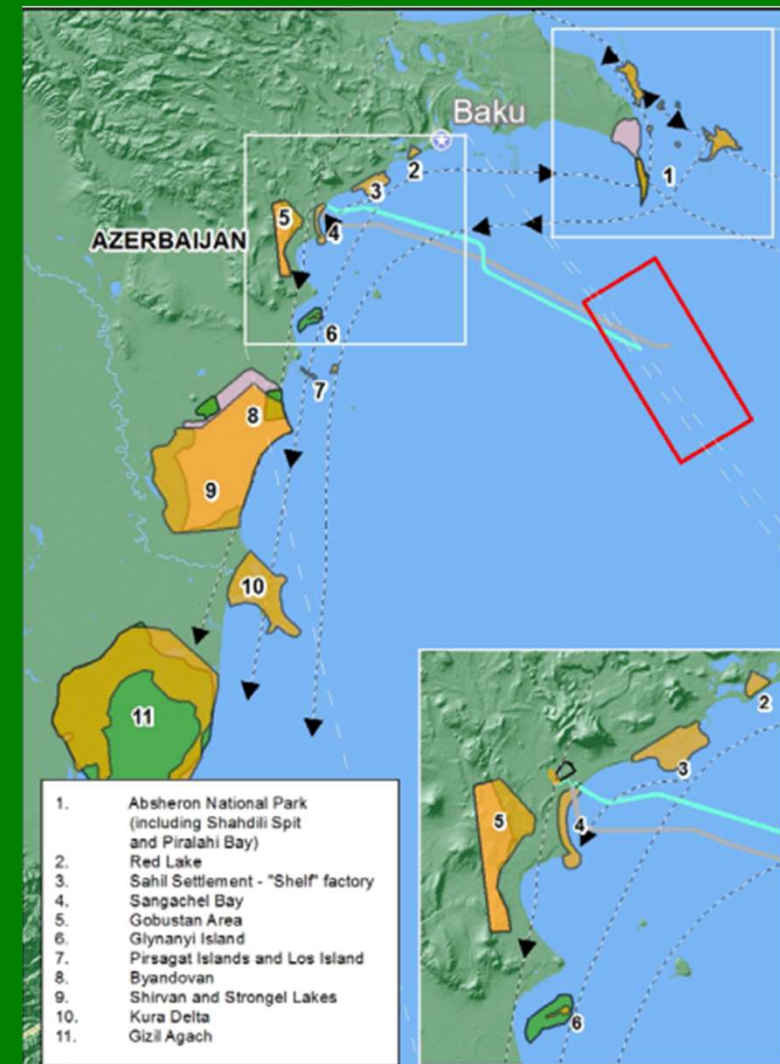 Baku
1
2
3
5
AZERBAIJAN
4
6
7
8
9
10
11
2
3
5
4
6
1. Absheron National Park
(including Shahdili Spit
and Piralahi Bay)
2. Red Lake
3. Sahil Settlement - "Shelf" factory
4. Sangachel Bay
5. Gobustan Area
6. Glynanyi Island
7. Pirsagat Islands and Los Island
8. Byandovan
9. Shirvan and Strongel Lakes
10. Kura Delta
11. Gizil Agach